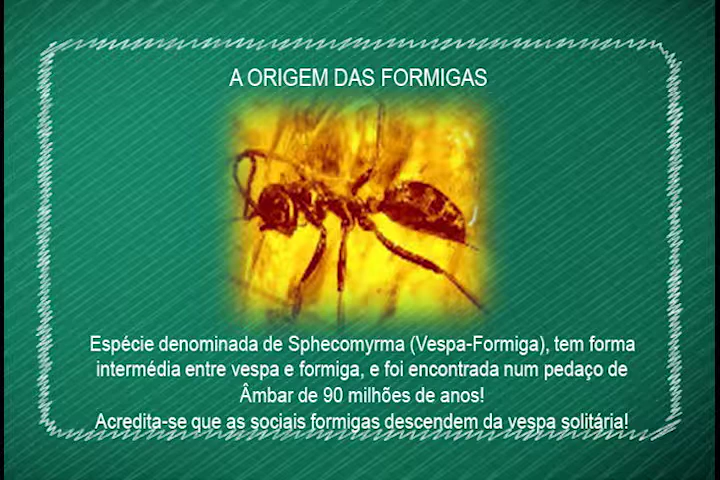 A ORIGEM DAS FORMIGAS
Espécie denominada de Sphecomyrma (Vespa-Formiga), tem forma
intermédia entre vespa e formiga, e foi encontrada num pedaço de
Âmbar de 90 milhões de anos!
Acredita-se que as sociais formigas descendem da vespa solitária!